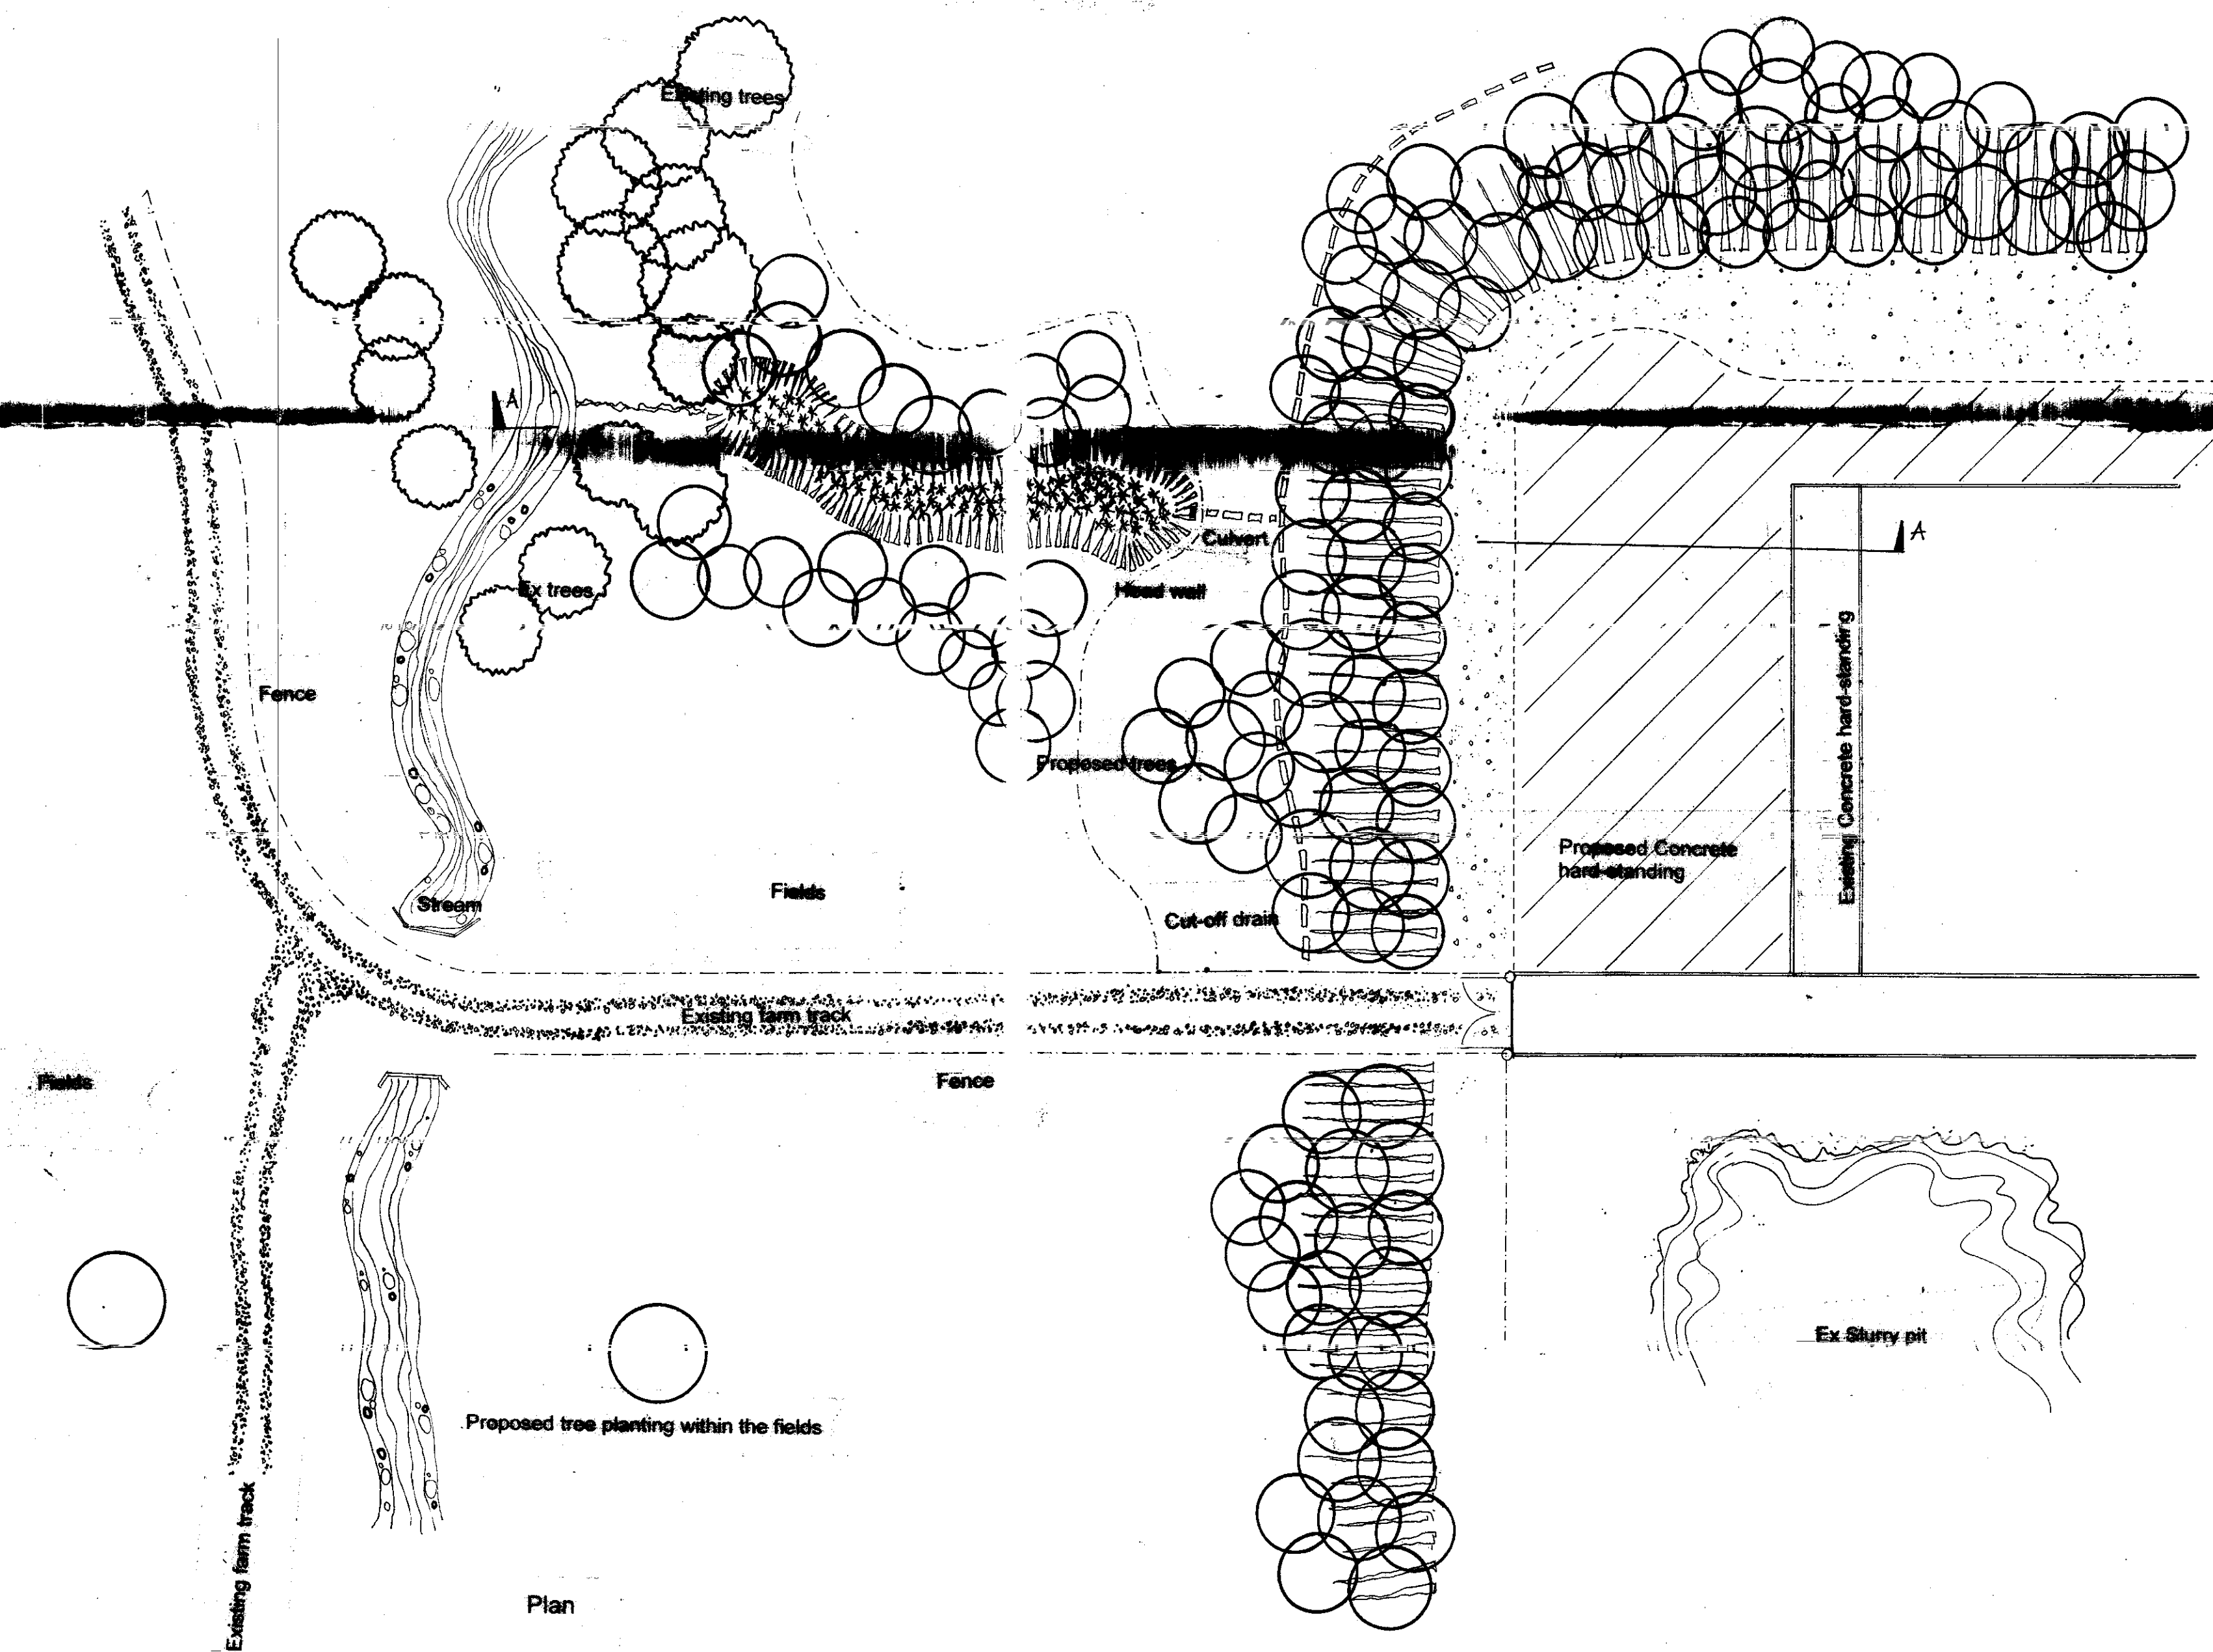 Existing trees
A
Culvert
A
Ex trees
Head wall
Fence
Existing Concrete hard-standing
Proposed trees
Proposed Concrete
hard-standing
Fields
Stream
Cut-off drain
Existing farm track
Fields
Fence
Ex Slurry pit
Proposed tree planting within the fields
Existing farm track
Plan